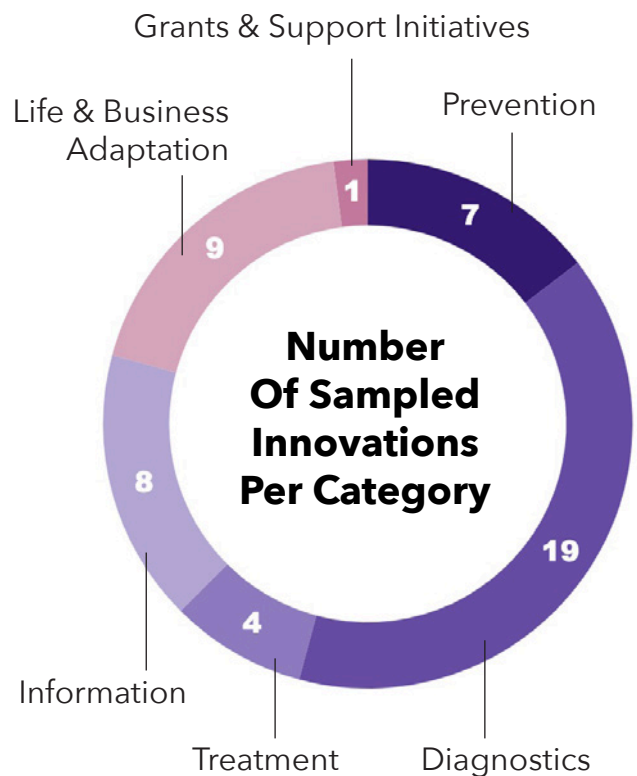 Grants & Support Initiatives
Life & Business
Adaptation
Prevention
1
7
9
Number
Of Sampled
Innovations
Per Category
8
19
4
Information
Treatment
Diagnostics